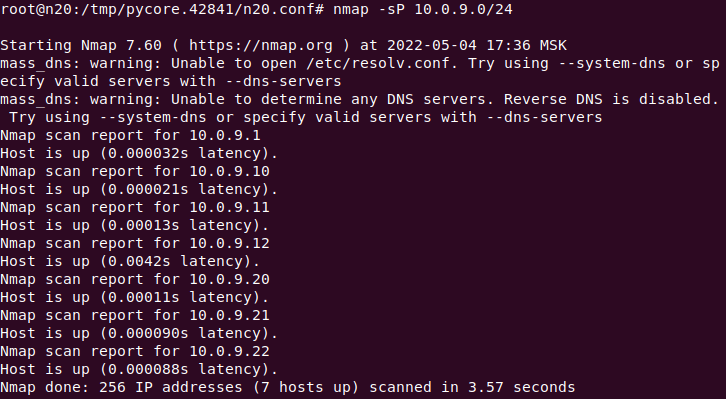 root@n20:/tmp/pycore.42841/n20.conf# nmap -sP 10.0.9.0/24
Starting Nmap 7.60 ( https://nmap.org ) at 2022-05-04 17:36 MSK
mass_dns: warning: Unable to open /etc/resolv.conf. Try using --system-dns or sp
ecify valid servers with --dns-servers
mass_dns: warning: Unable to determine any DNS servers. Reverse DNS is disabled.
 Try using --system-dns or specify valid servers with --dns-servers
Nmap scan report for 10.0.9.1
Host is up (0.000032s latency).
Nmap scan report for 10.0.9.10
Host is up (0.000021s latency).
Nmap scan report for 10.0.9.11
Host is up (0.00013s latency).
Nmap scan report for 10.0.9.12
Host is up (0.0042s latency).
Nmap scan report for 10.0.9.20
Host is up (0.00011s latency).
Nmap scan report for 10.0.9.21
Host is up (0.000090s latency).
Nmap scan report for 10.0.9.22
Host is up (0.000088s latency).
Nmap done: 256 IP addresses (7 hosts up) scanned in 3.57 seconds